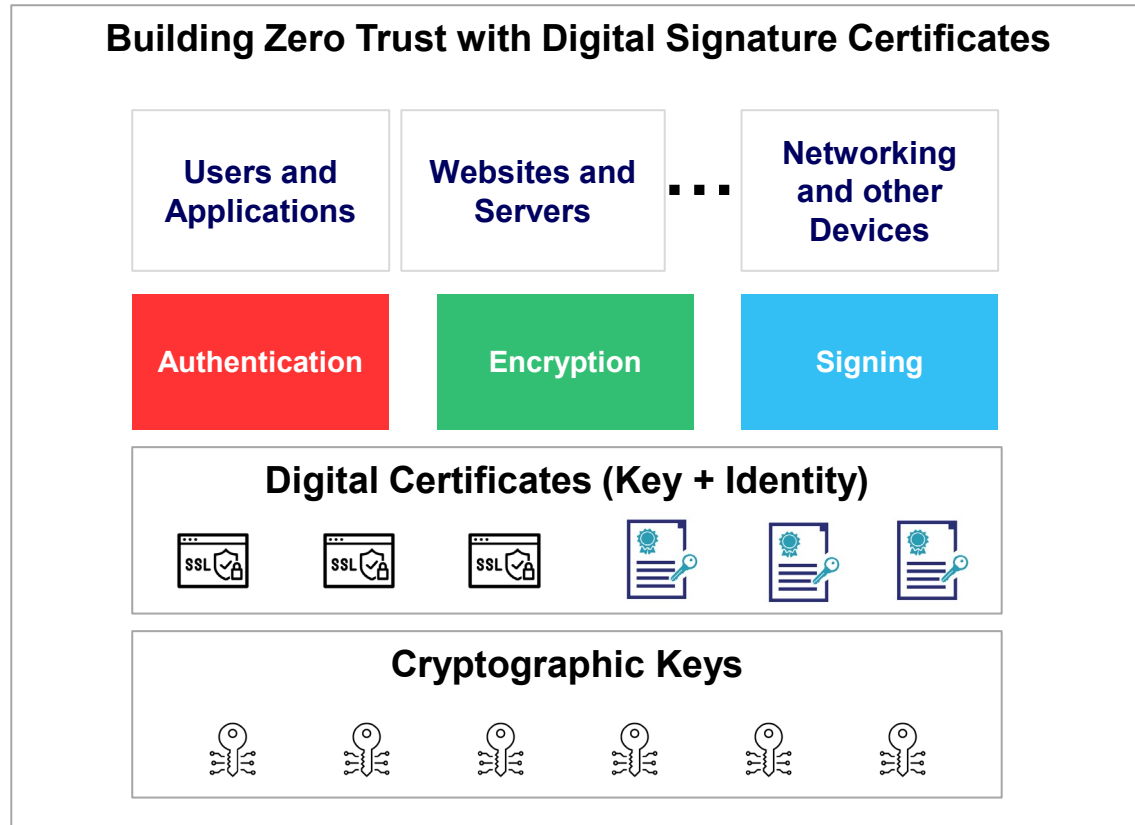 Building Zero Trust with Digital Signature Certificates
Users and
Applications
Websites and
Servers
...
Networking
and other
Devices
Authentication
Encryption
Signing
Digital Certificates (Key + Identity)
SSL
SSL
SSL
Cryptographic Keys